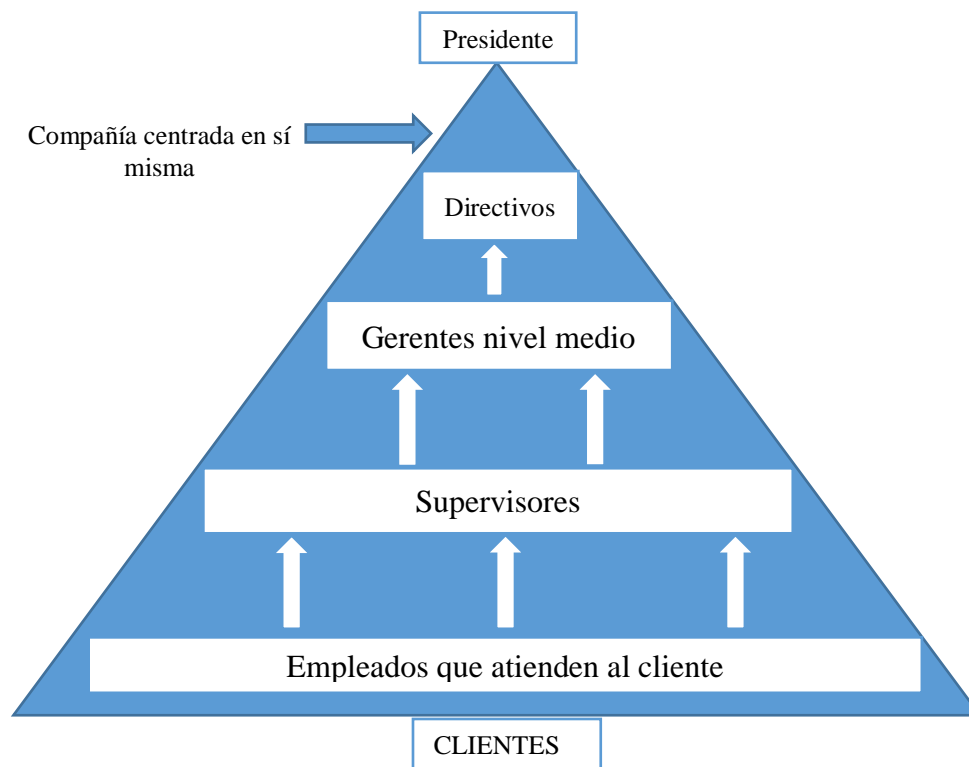 Presidente
Compañía centrada en sí
misma
Directivos
Gerentes nivel medio
Supervisores
Empleados que atienden al cliente
CLIENTES